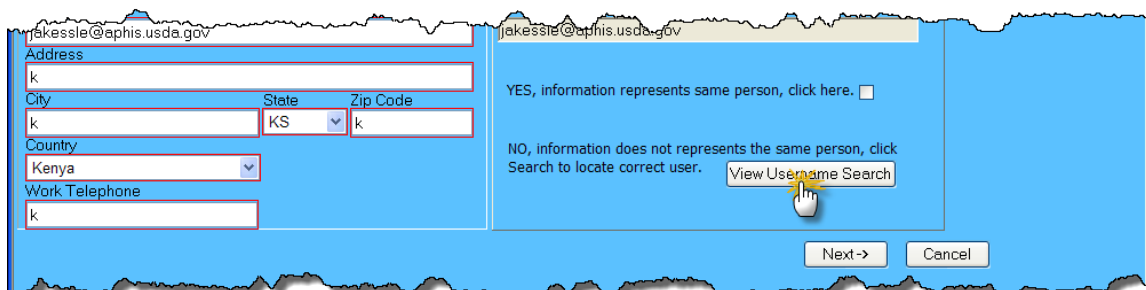 jakessle@aphis.usda.gov
Address
k
City State Zip Code
k KS k
Country
Kenya
Work Telephone
k
jakessle@aphis.usda.gov
YES, information represents same person, click here.
NO, information does not represents the same person, click
Search to locate correct user. View Username Search
Next-> Cancel